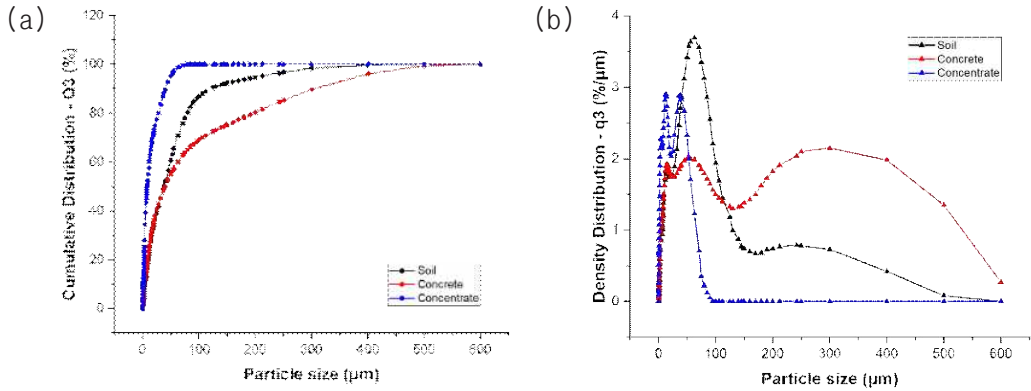 (a)
Cumulative Distribution - Q3 (%)
120
100
80
60
40
20
0
Soil
Concrete
Concentrate
0 100 200 300 400 500 600
Particle size (μm)
(b)
Density Distribution - q3 (%/μm)
4
3
2
1
0
Soil
Concrete
Concentrate
0 100 200 300 400 500 600
Particle size (μm)